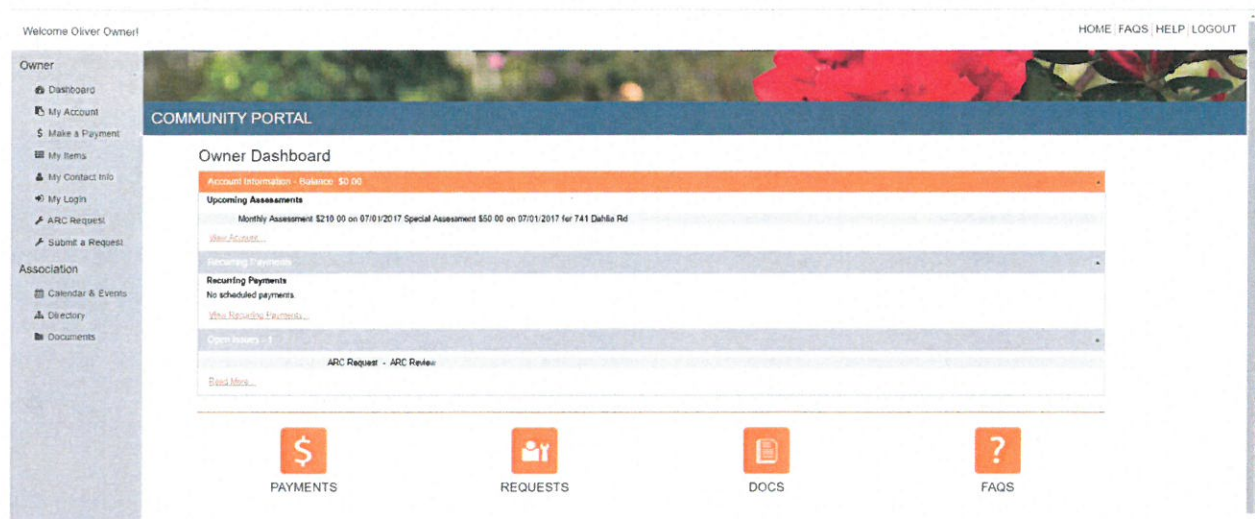 Welcome Oliver Owner!
HOME FAQS HELP LOGOUT
Owner
Dashboard
My Account
$ Make a Payment
My Items
My Contact Info
My Login
ARC Request
Submit a Request
Association
Calendar & Events
Directory
Documents
COMMUNITY PORTAL
Owner Dashboard
Account Information - Balance: $0.00
Upcoming Assessments
Monthly Assessment $210.00 on 07/01/2017 Special Assessment $50.00 on 07/01/2017 for 741 Dahlia Rd
View Account...
Recurring Payments
Recurring Payments
No scheduled payments.
View Recurring Payments...
Open Issues - 1
ARC Request - ARC Review
Read More...
$
?
PAYMENTS
REQUESTS
DOCS
FAQS